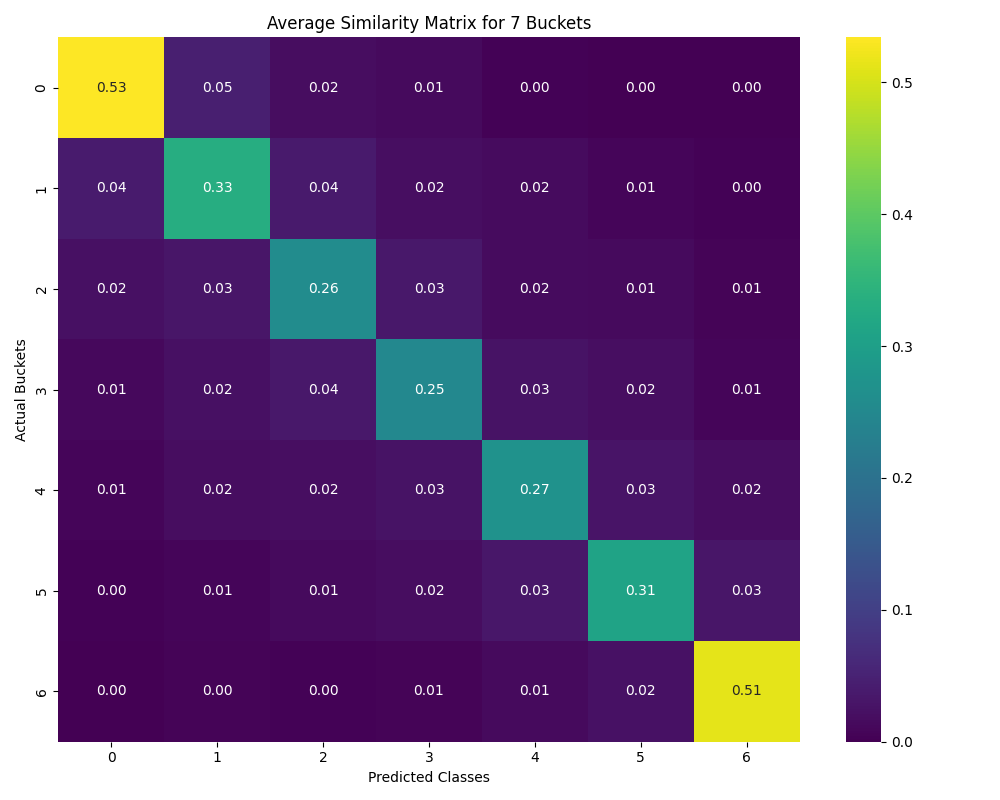 Average Similarity Matrix for 7 Buckets
0 0.53 0.05 0.02 0.01 0.00 0.00 0.00
1 0.04 0.33 0.04 0.02 0.02 0.01 0.00
2 0.02 0.03 0.26 0.03 0.02 0.01 0.01
3 0.01 0.02 0.04 0.25 0.03 0.02 0.01
4 0.01 0.02 0.02 0.03 0.27 0.03 0.02
5 0.00 0.01 0.01 0.02 0.03 0.31 0.03
6 0.00 0.00 0.00 0.01 0.01 0.02 0.51
0 1 2 3 4 5 6
Predicted Classes
Actual Buckets
0.5
0.4
0.3
0.2
0.1
0.0